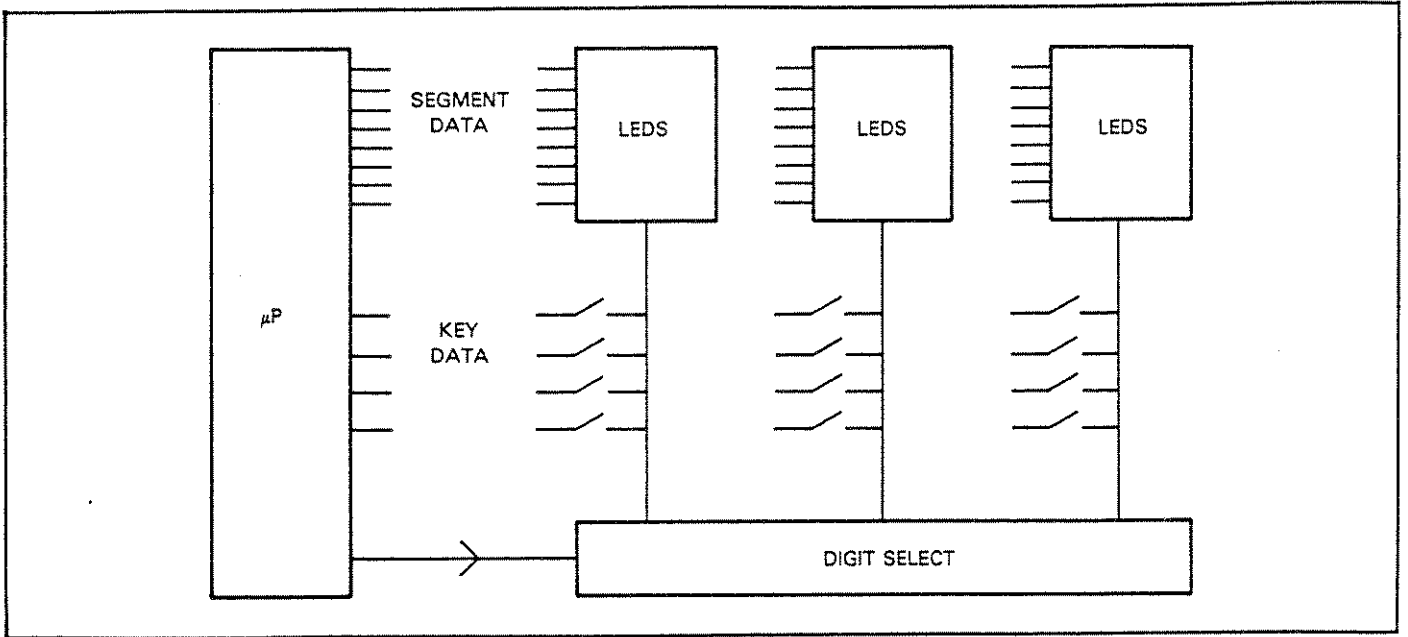 SEGMENT
DATA
LEDS
LEDS
LEDS
μP
KEY
DATA
DIGIT SELECT